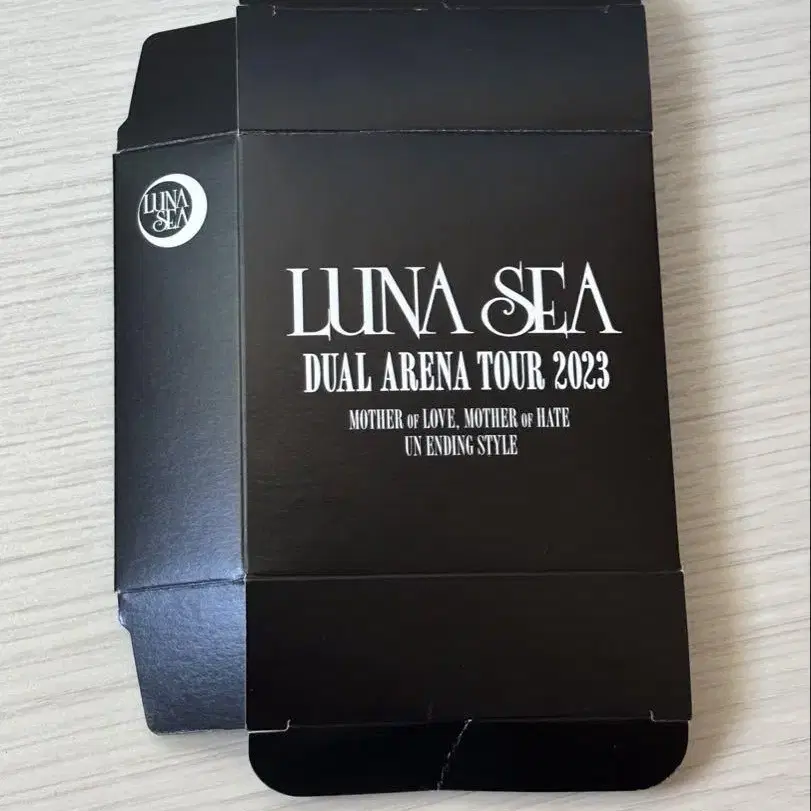 LUNA
SEA
LUNA SEA
DUAL ARENA TOUR 2023
MOTHER OF LOVE, MOTHER OF HATE
UN ENDING STYLE